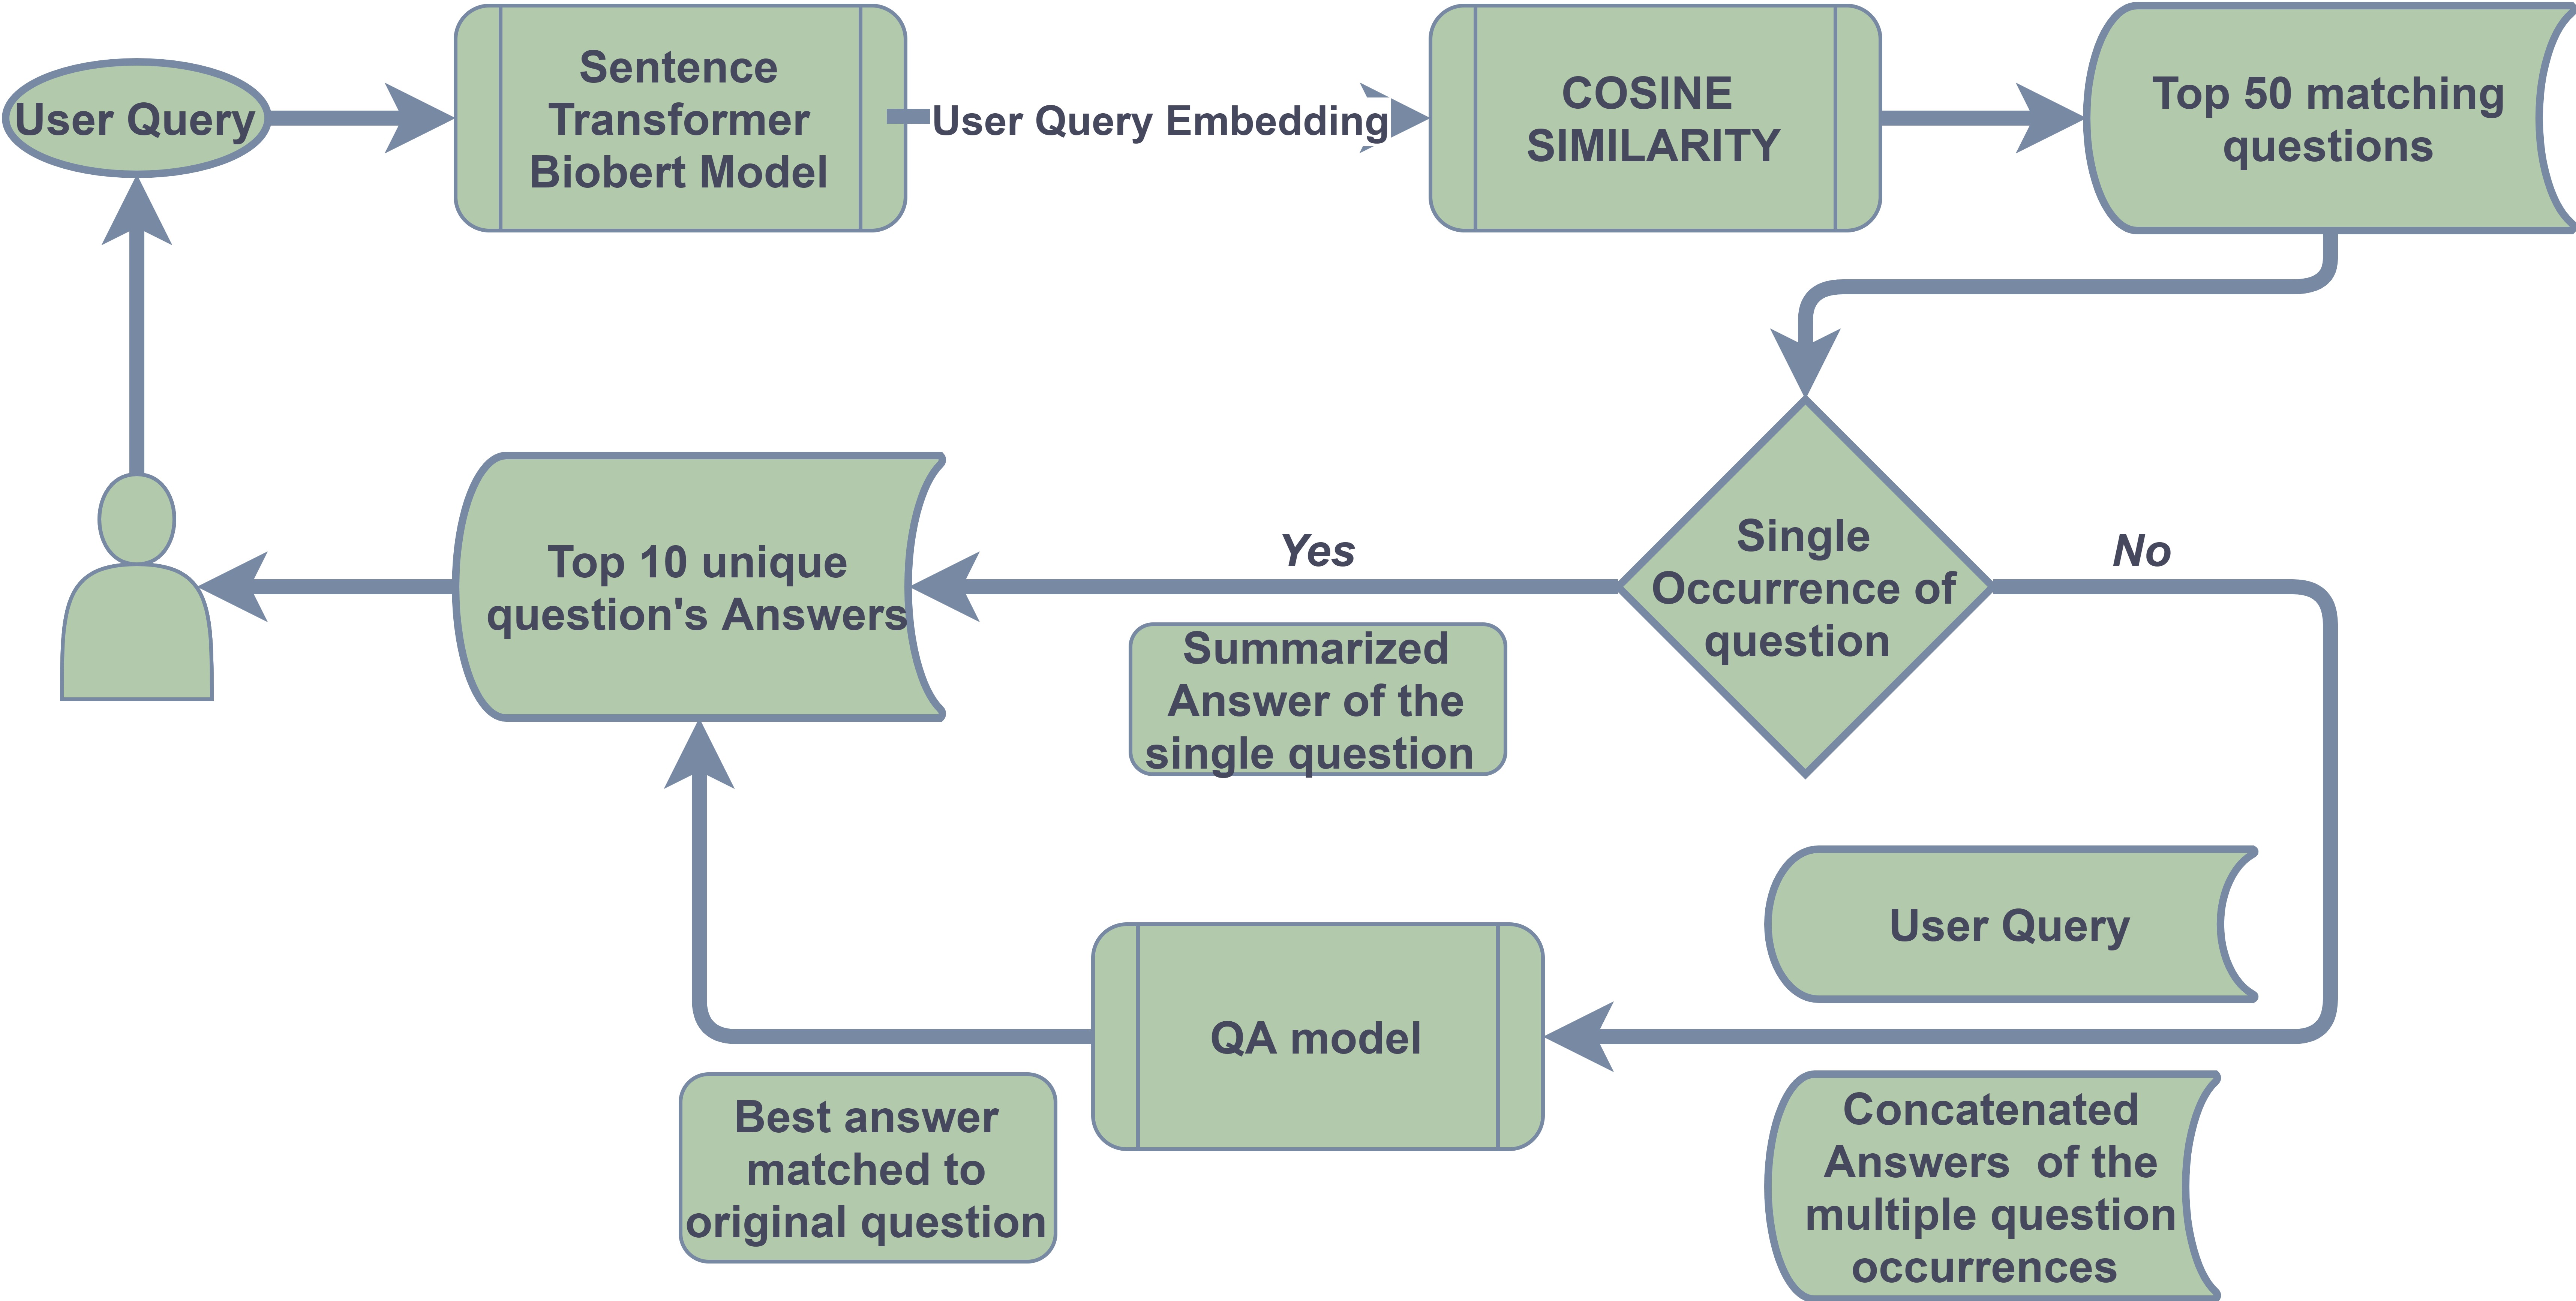 User Query
Sentence
Transformer
Biobert Model
User Query Embedding
COSINE
SIMILARITY
Top 50 matching
questions
Single
Occurrence of
question
Yes
No
Top 10 unique
question's Answers
Summarized
Answer of the
single question
User Query
QA model
Best answer
matched to
original question
Concatenated
Answers  of the
multiple question
occurrences